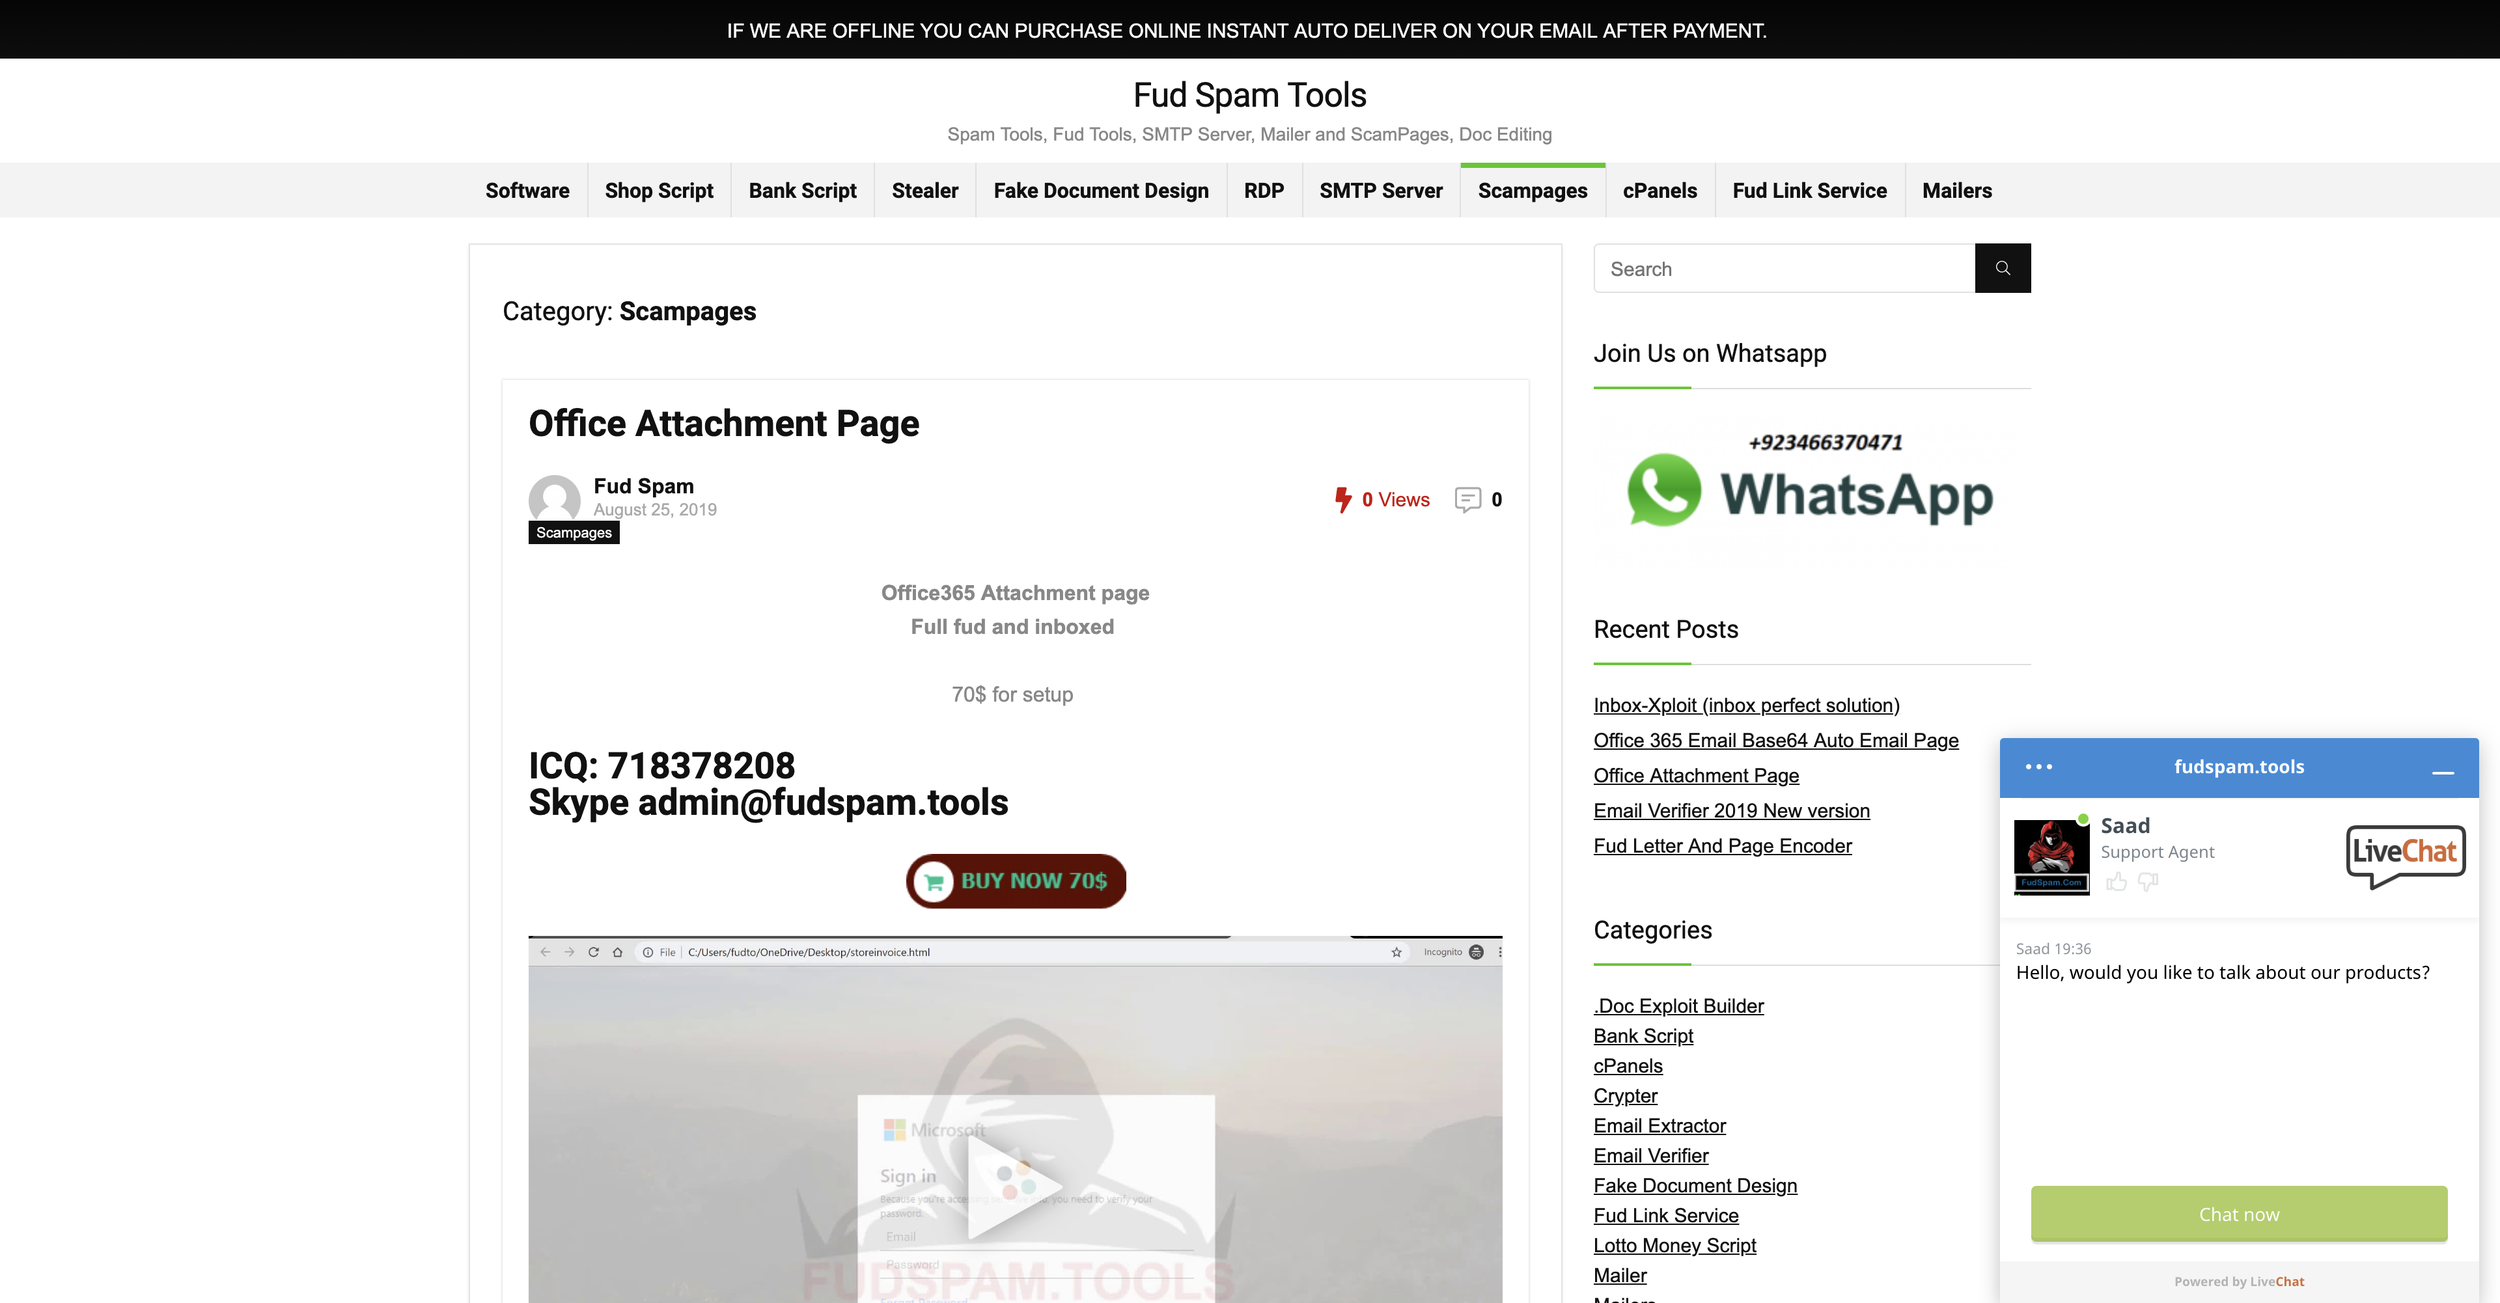 IF WE ARE OFFLINE YOU CAN PURCHASE ONLINE INSTANT AUTO DELIVER ON YOUR EMAIL AFTER PAYMENT.
Fud Spam Tools
Spam Tools, Fud Tools, SMTP Server, Mailer and ScamPages, Doc Editing
Software Shop Script Bank Script Stealer Fake Document Design RDP SMTP Server Scampages cPanels Fud Link Service Mailers
Category: Scampages
Office Attachment Page
Fud Spam
August 25, 2019
0 Views 0
Scampages
Office365 Attachment page
Full fud and inboxed
70$ for setup
ICQ: 718378208
Skype admin@fudspam.tools
BUY NOW 70$
File C:/Users/fudto/OneDrive/Desktop/storeinvoice.html Incognito
Microsoft
Sign in
Because you're accessing
you need to verify your
password
Email
Password
FUDSPAM.TOOLS
Search
Join Us on Whatsapp
+923466370471
WhatsApp
Recent Posts
Inbox-Xploit (inbox perfect solution)
Office 365 Email Base64 Auto Email Page
Office Attachment Page
Email Verifier 2019 New version
Fud Letter And Page Encoder
Categories
.Doc Exploit Builder
Bank Script
cPanels
Crypter
Email Extractor
Email Verifier
Fake Document Design
Fud Link Service
Lotto Money Script
Mailer
Mailers
fudspam.tools
Saad
Support Agent
FudSpam.Com
LiveChat
Saad 19:36
Hello, would you like to talk about our products?
Chat now
Powered by LiveChat